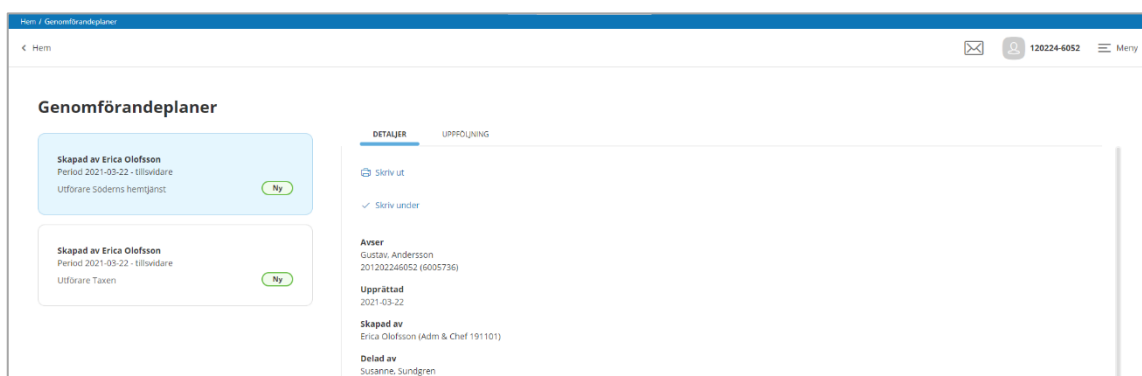 Hem / Genomförandeplaner
Hem
120224-6052
Meny
Genomförandeplaner
Skapad av Erica Olofsson
Period 2021-03-22 - tillsvidare
Utförare Söderns hemtjänst
Ny
Skapad av Erica Olofsson
Period 2021-03-22 - tillsvidare
Utförare Taxen
Ny
DETALJER UPPFÖLJNING
Skriv ut
Skriv under
Avser
Gustav, Andersson
201202246052 (6005736)
Upprättad
2021-03-22
Skapad av
Erica Olofsson (Adm & Chef 191101)
Delad av
Susanne, Sundgren